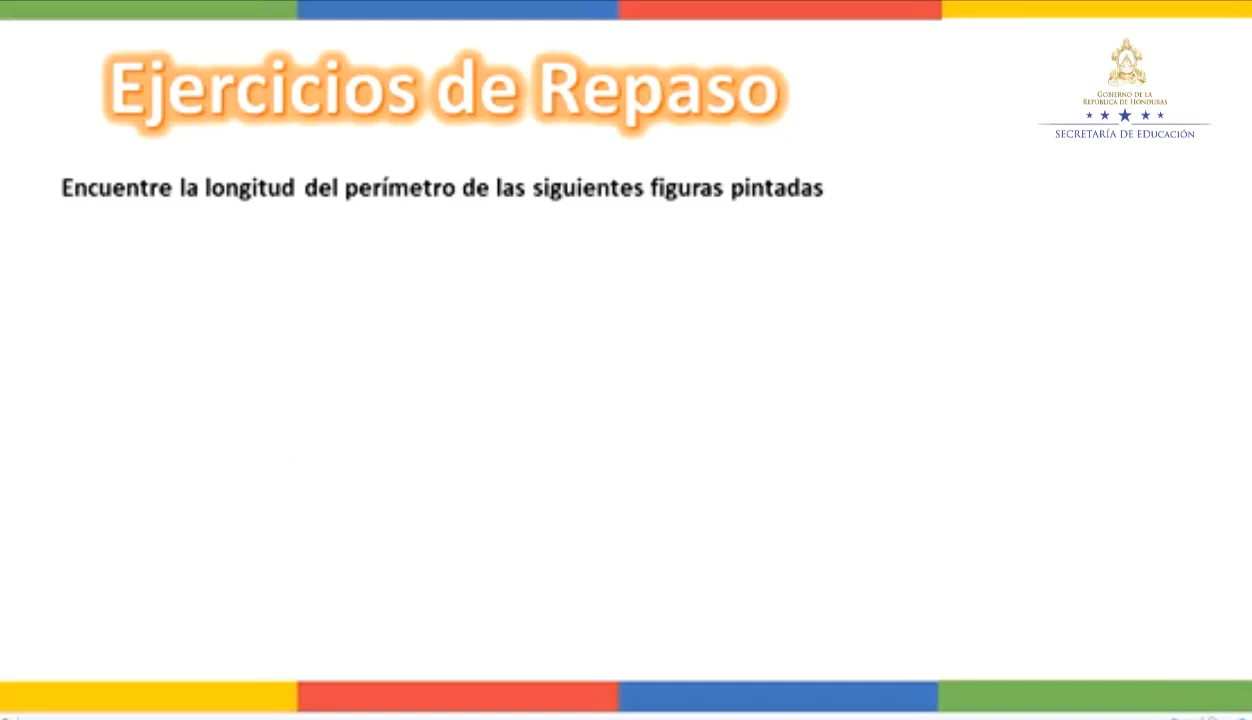 Ejercicios de Repaso
GOBIERNO DE LA
REPÚBLICA DE HONDURAS
SECRETARÍA DE EDUCACIÓN
Encuentre la longitud del perímetro de las siguientes figuras pintadas